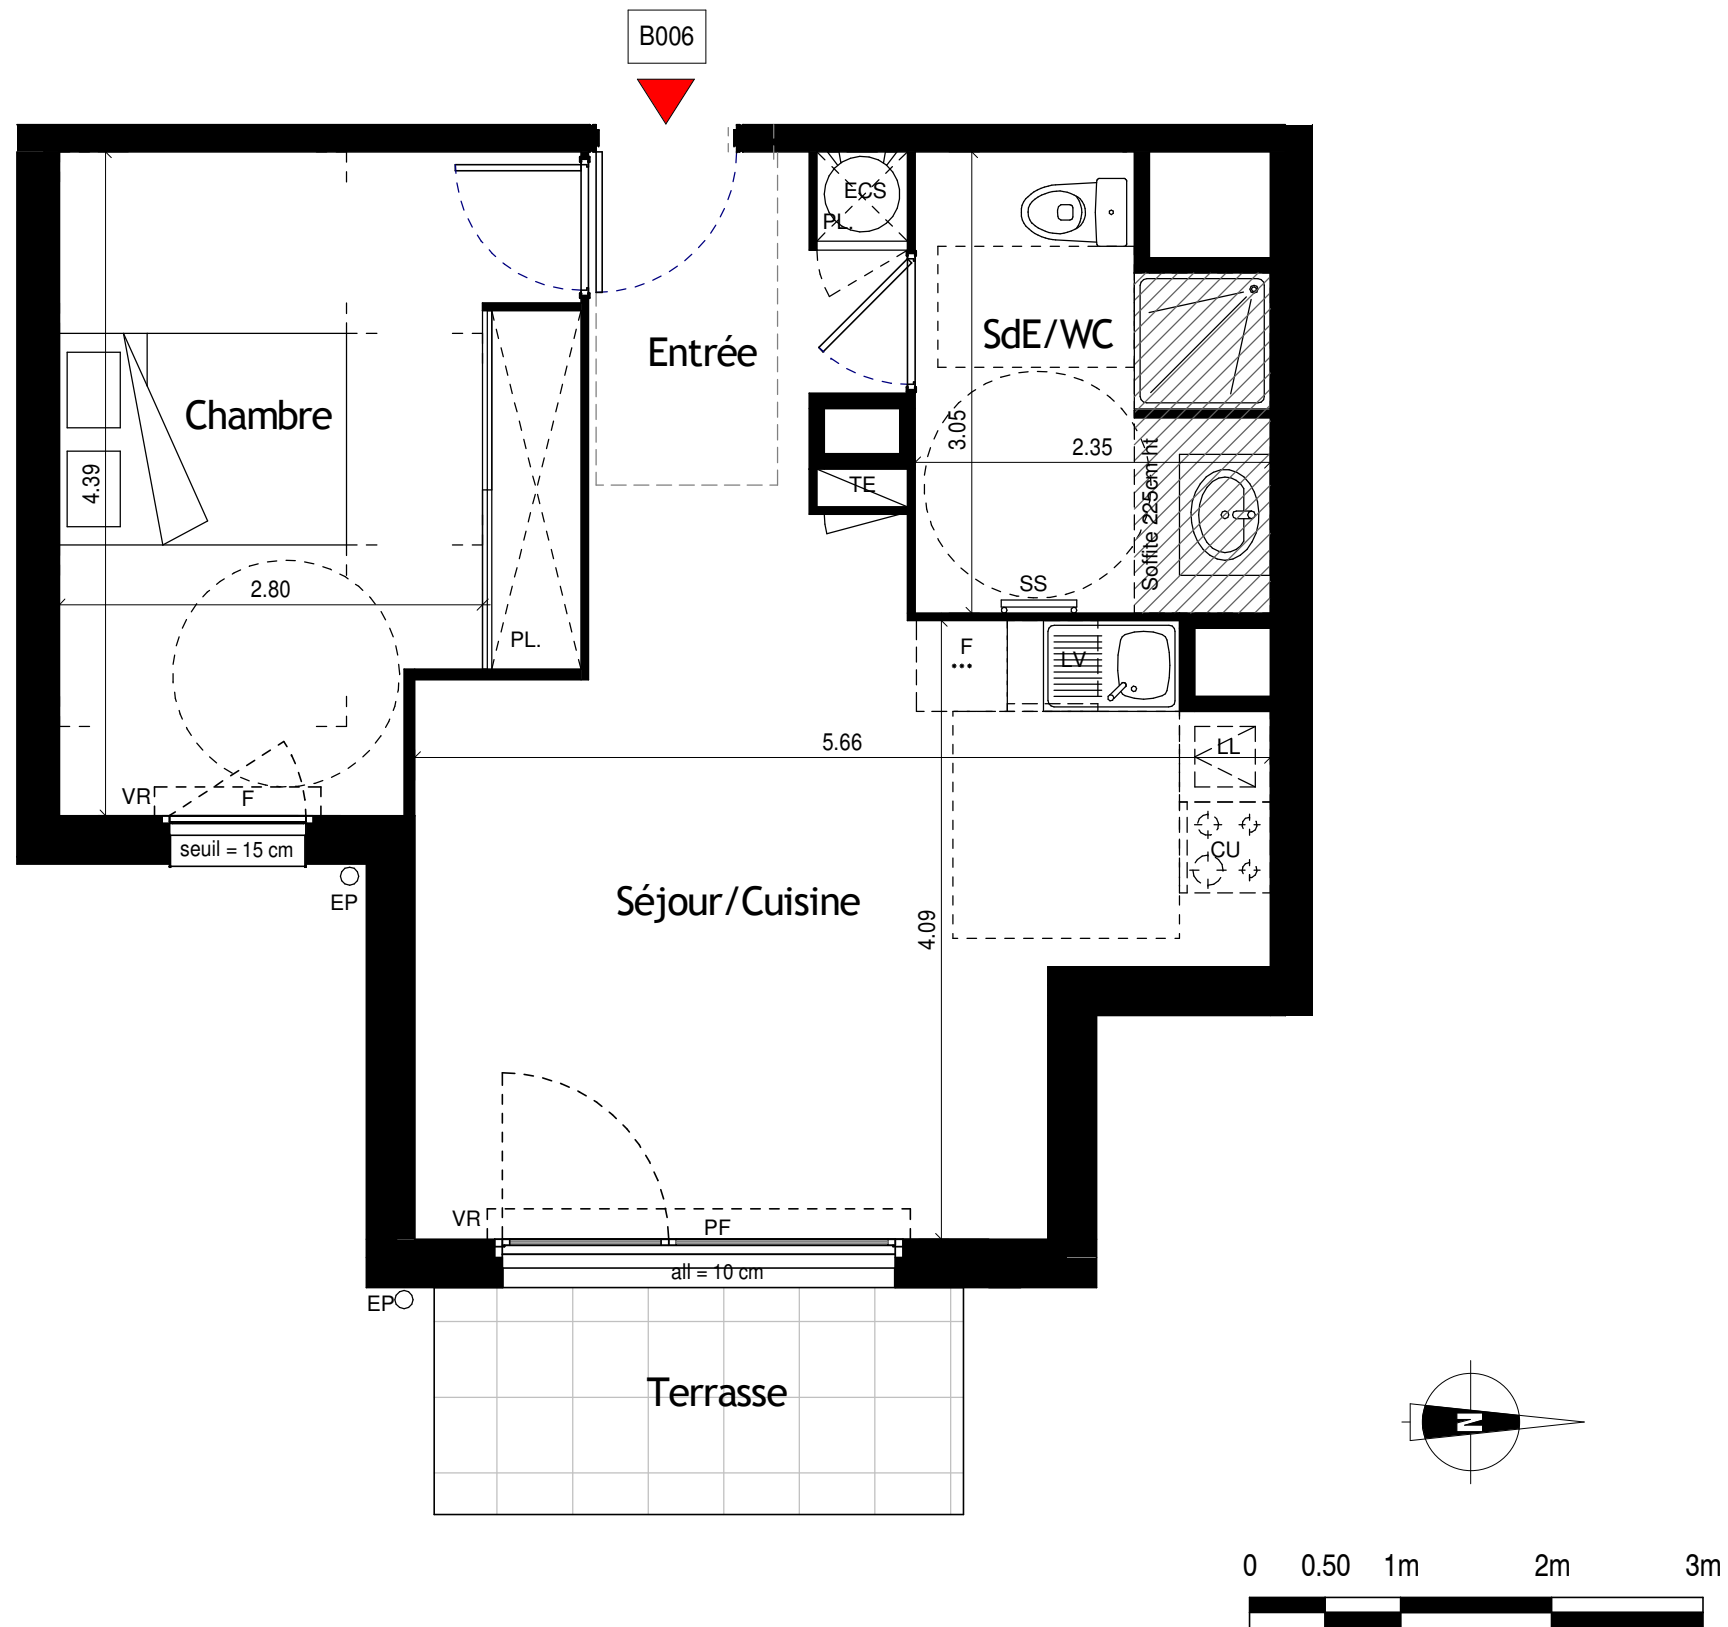 B006
ECS
PL.
Entrée
SdE/WC
Chambre
3.05
2.35
4.39
TE
Soffite 225cm ht
2.80
SS
PL.
F
LV
5.66
LL
VR
F
seuil = 15 cm
CU
EP
Séjour/Cuisine
4.09
VR
PF
all = 10 cm
EP
Terrasse
N
0 0.50 1m 2m 3m